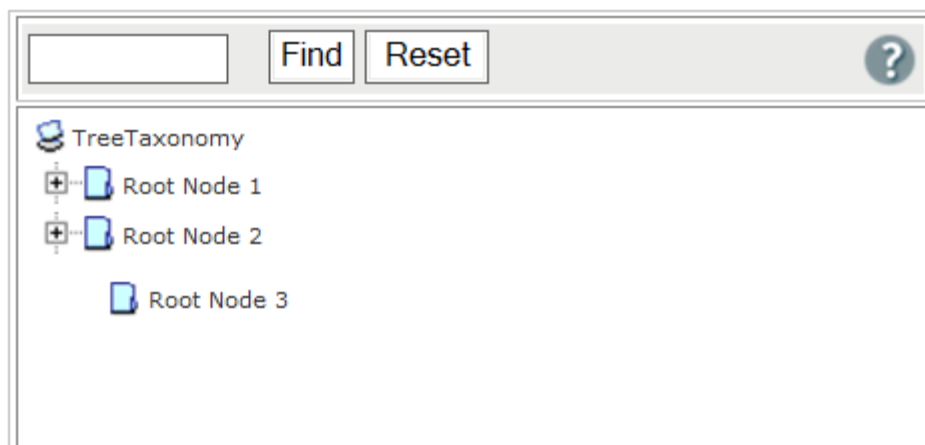 Find Reset ?
TreeTaxonomy
Root Node 1
Root Node 2
Root Node 3